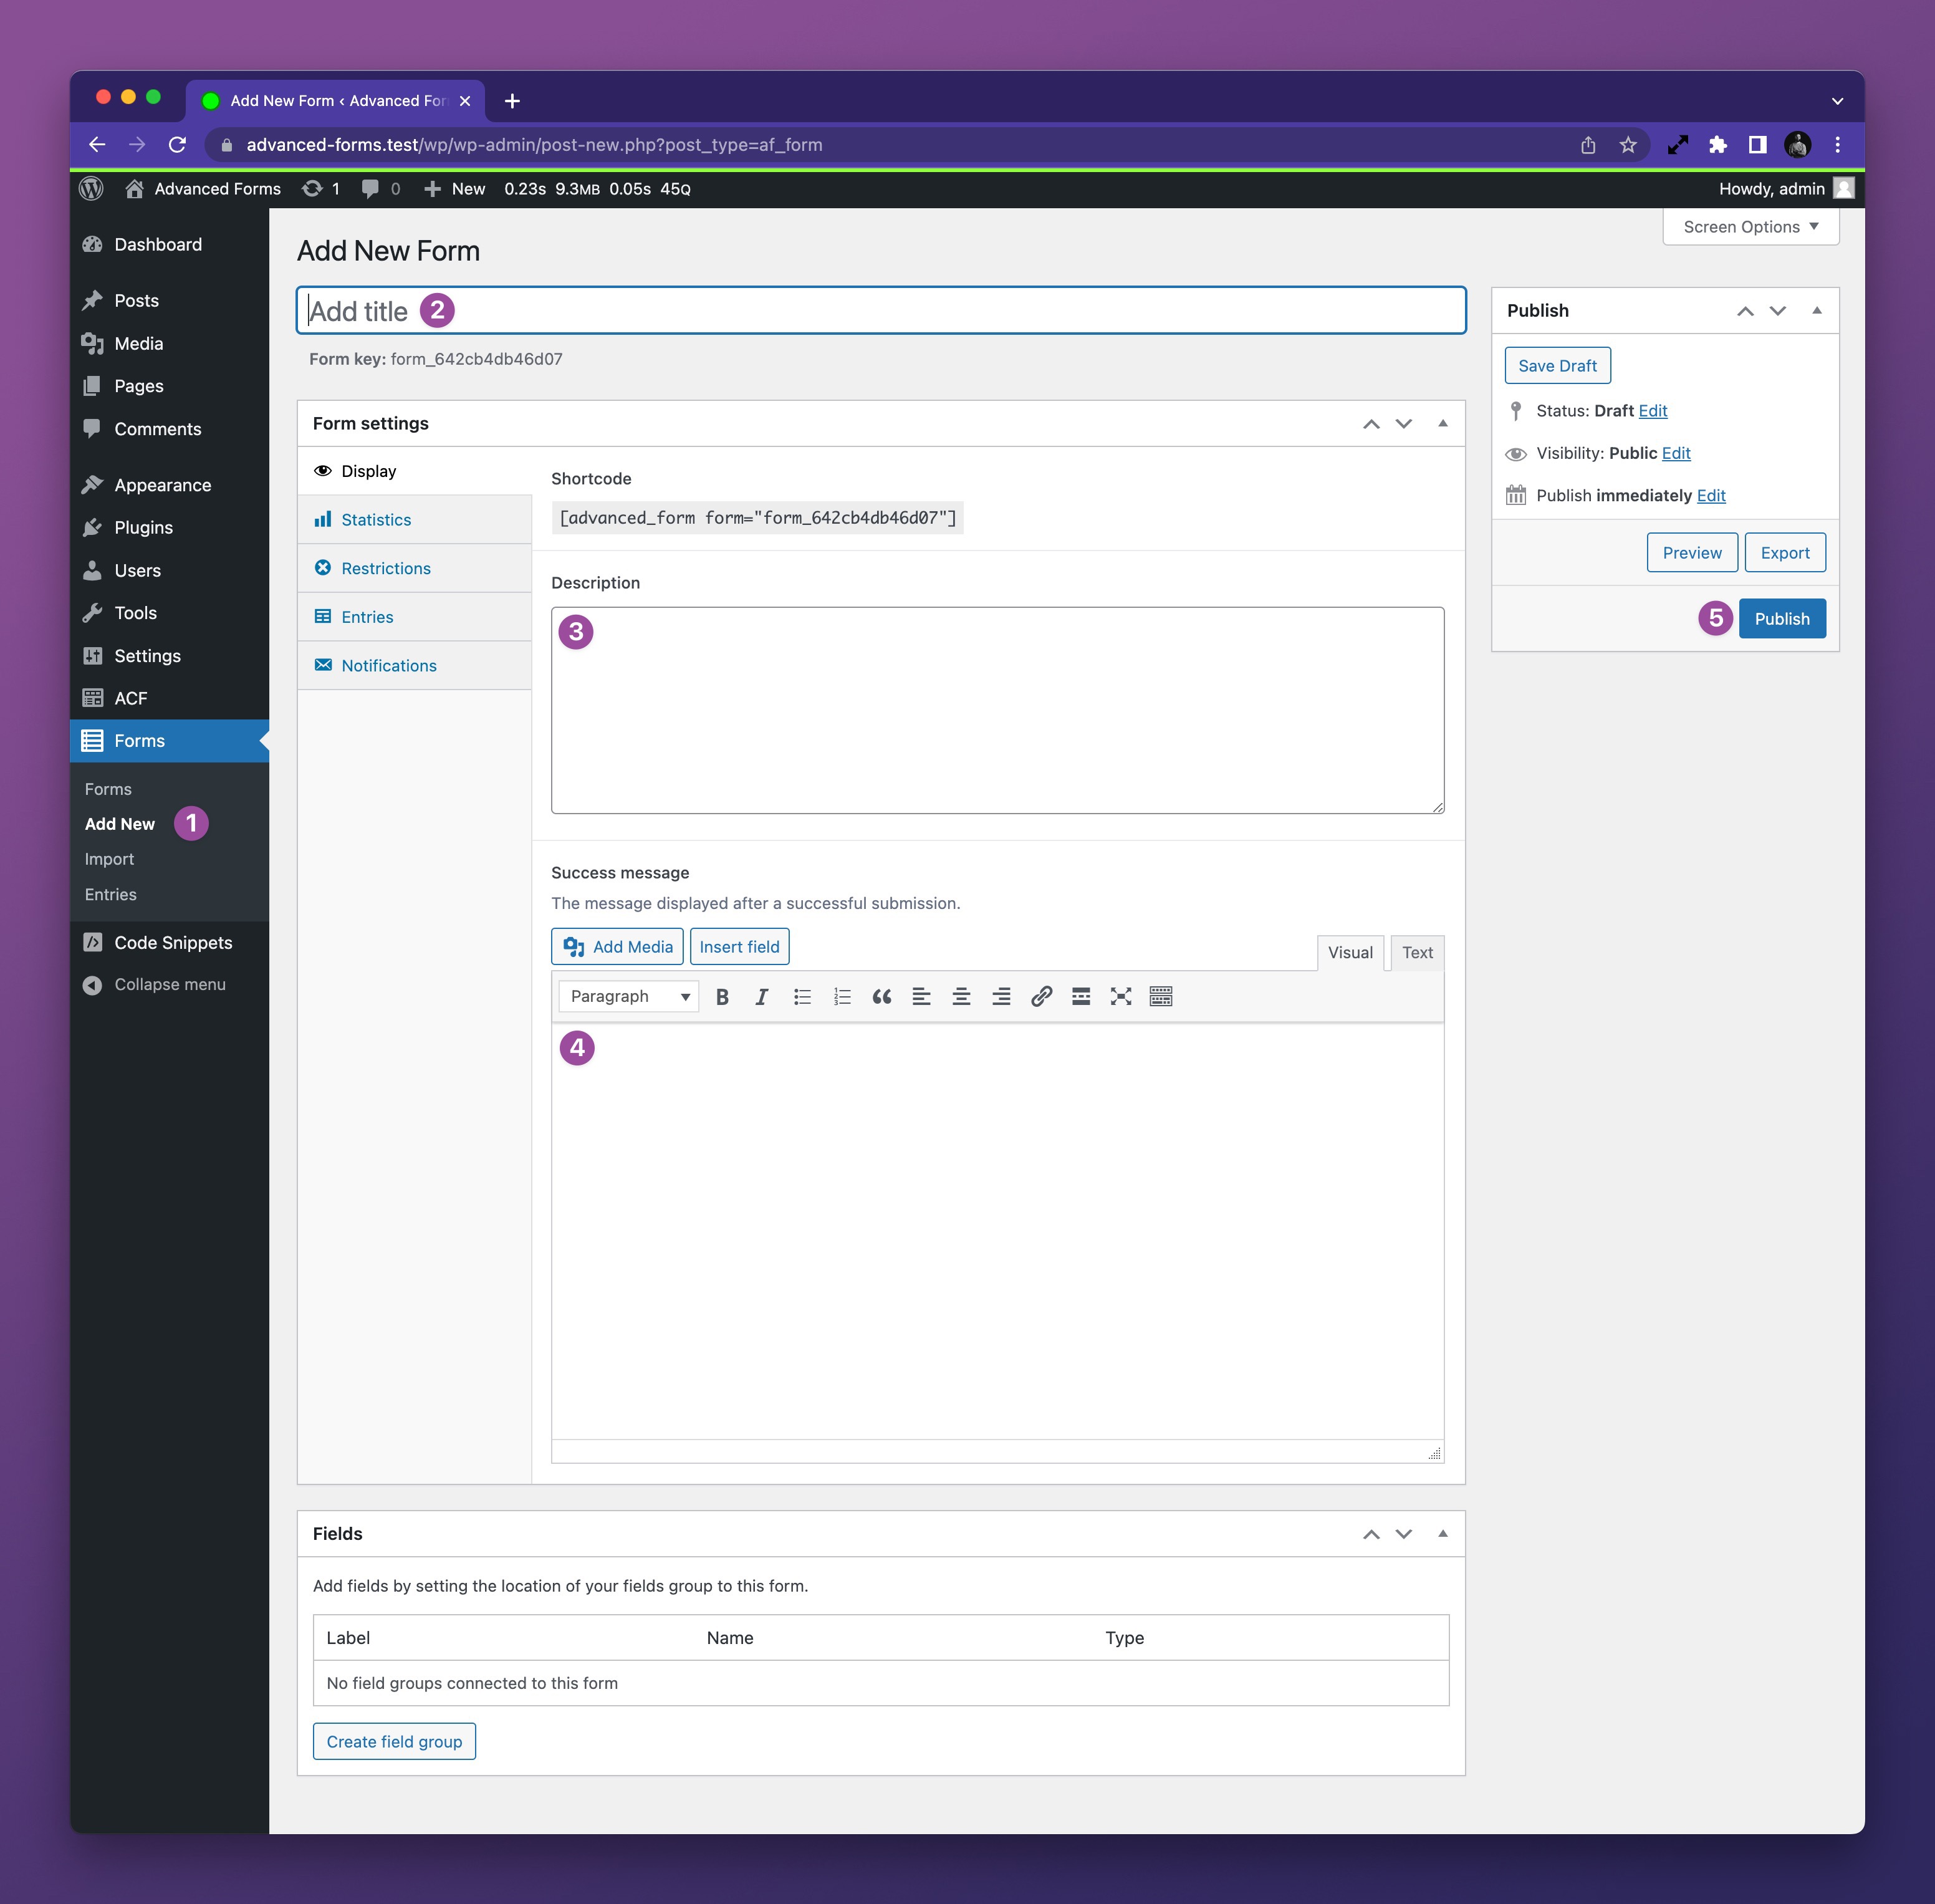 Add New Form ‹ Advanced For
advanced-forms.test/wp/wp-admin/post-new.php?post_type=af_form
Advanced Forms 1 0 New 0.23s 9.3MB 0.05s 45Q Howdy, admin
Screen Options
Dashboard
Posts
Media
Pages
Comments
Appearance
Plugins
Users
Tools
Settings
ACF
Forms
Forms
Add New 1
Import
Entries
Code Snippets
Collapse menu
Add New Form
Add title 2
Form key: form_642cb4db46d07
Form settings
Display
Statistics
Restrictions
Entries
Notifications
Shortcode
[advanced_form form="form_642cb4db46d07"]
Description
3
Success message
The message displayed after a successful submission.
Add Media Insert field Visual Text
Paragraph B I
4
Fields
Add fields by setting the location of your fields group to this form.
Label Name Type
No field groups connected to this form
Create field group
Publish
Save Draft
Status: Draft Edit
Visibility: Public Edit
Publish immediately Edit
Preview Export
5 Publish